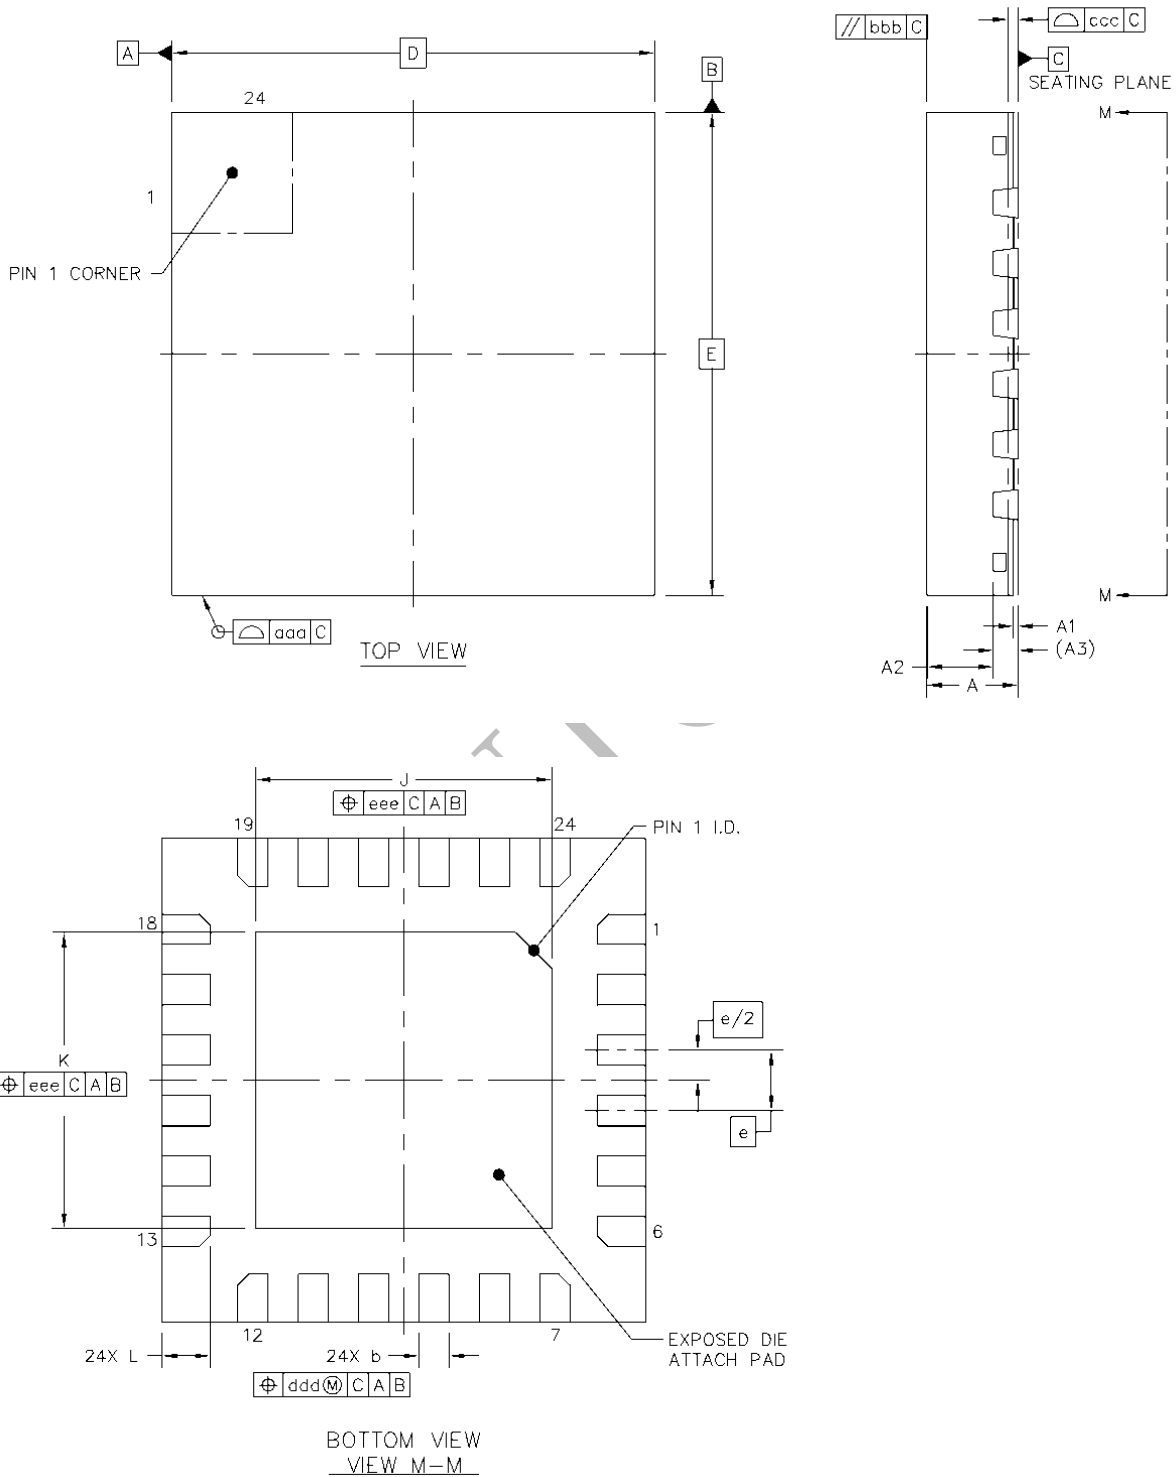 // bbb C
⌓ ccc C
A
D
B
C
SEATING PLANE
24
M
1
PIN 1 CORNER
E
M
⌓ aaa C
TOP VIEW
A1
(A3)
A2
A
J
⌖ eee C A B
19
24
PIN 1 I.D.
18
1
e/2
K
⌖ eee C A B
e
13
6
12
7
EXPOSED DIE
ATTACH PAD
24X L
24X b
⌖ ddd Ⓜ C A B
BOTTOM VIEW
VIEW M-M